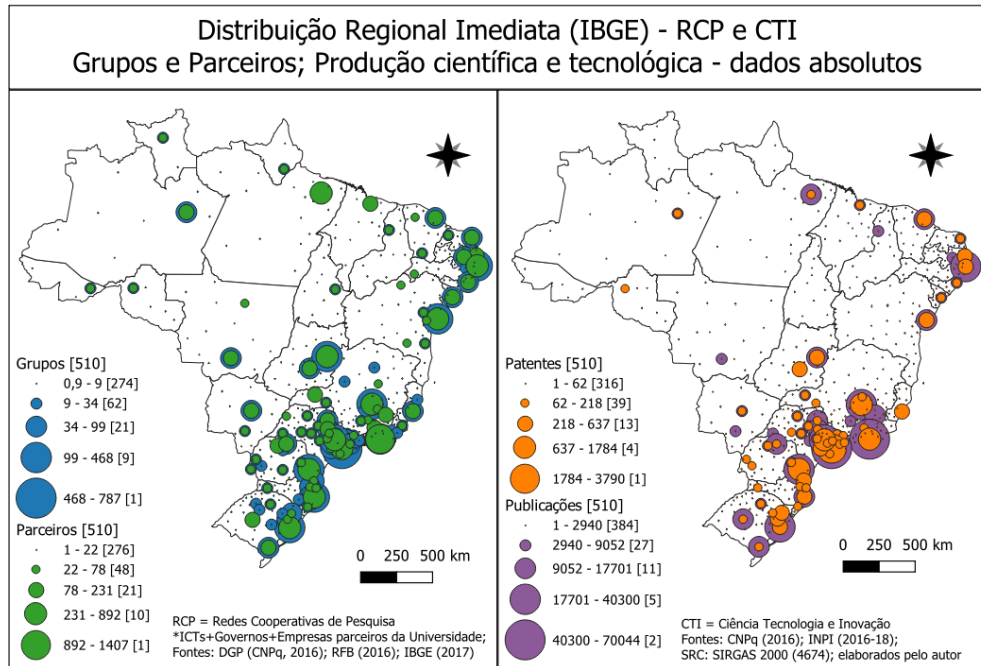 Distribuição Regional Imediata (IBGE) - RCP e CTI
Grupos e Parceiros; Produção científica e tecnológica - dados absolutos
Grupos [510]
0,9 - 9 [274]
9 - 34 [62]
34 - 99 [21]
99 - 468 [9]
468 - 787 [1]
Parceiros [510]
1 - 22 [276]
22 - 78 [48]
78 - 231 [21]
231 - 892 [10]
892 - 1407 [1]
0 250 500 km
RCP = Redes Cooperativas de Pesquisa
*ICTs+Governos+Empresas parceiros da Universidade;
Fontes: DGP (CNPq, 2016); RFB (2016); IBGE (2017)
Patentes [510]
1 - 62 [316]
62 - 218 [39]
218 - 637 [13]
637 - 1784 [4]
1784 - 3790 [1]
Publicações [510]
1 - 2940 [384]
2940 - 9052 [27]
9052 - 17701 [11]
17701 - 40300 [5]
40300 - 70044 [2]
0 250 500 km
CTI = Ciência Tecnologia e Inovação
Fontes: CNPq (2016); INPI (2016-18);
SRC: SIRGAS 2000 (4674); elaborados pelo autor